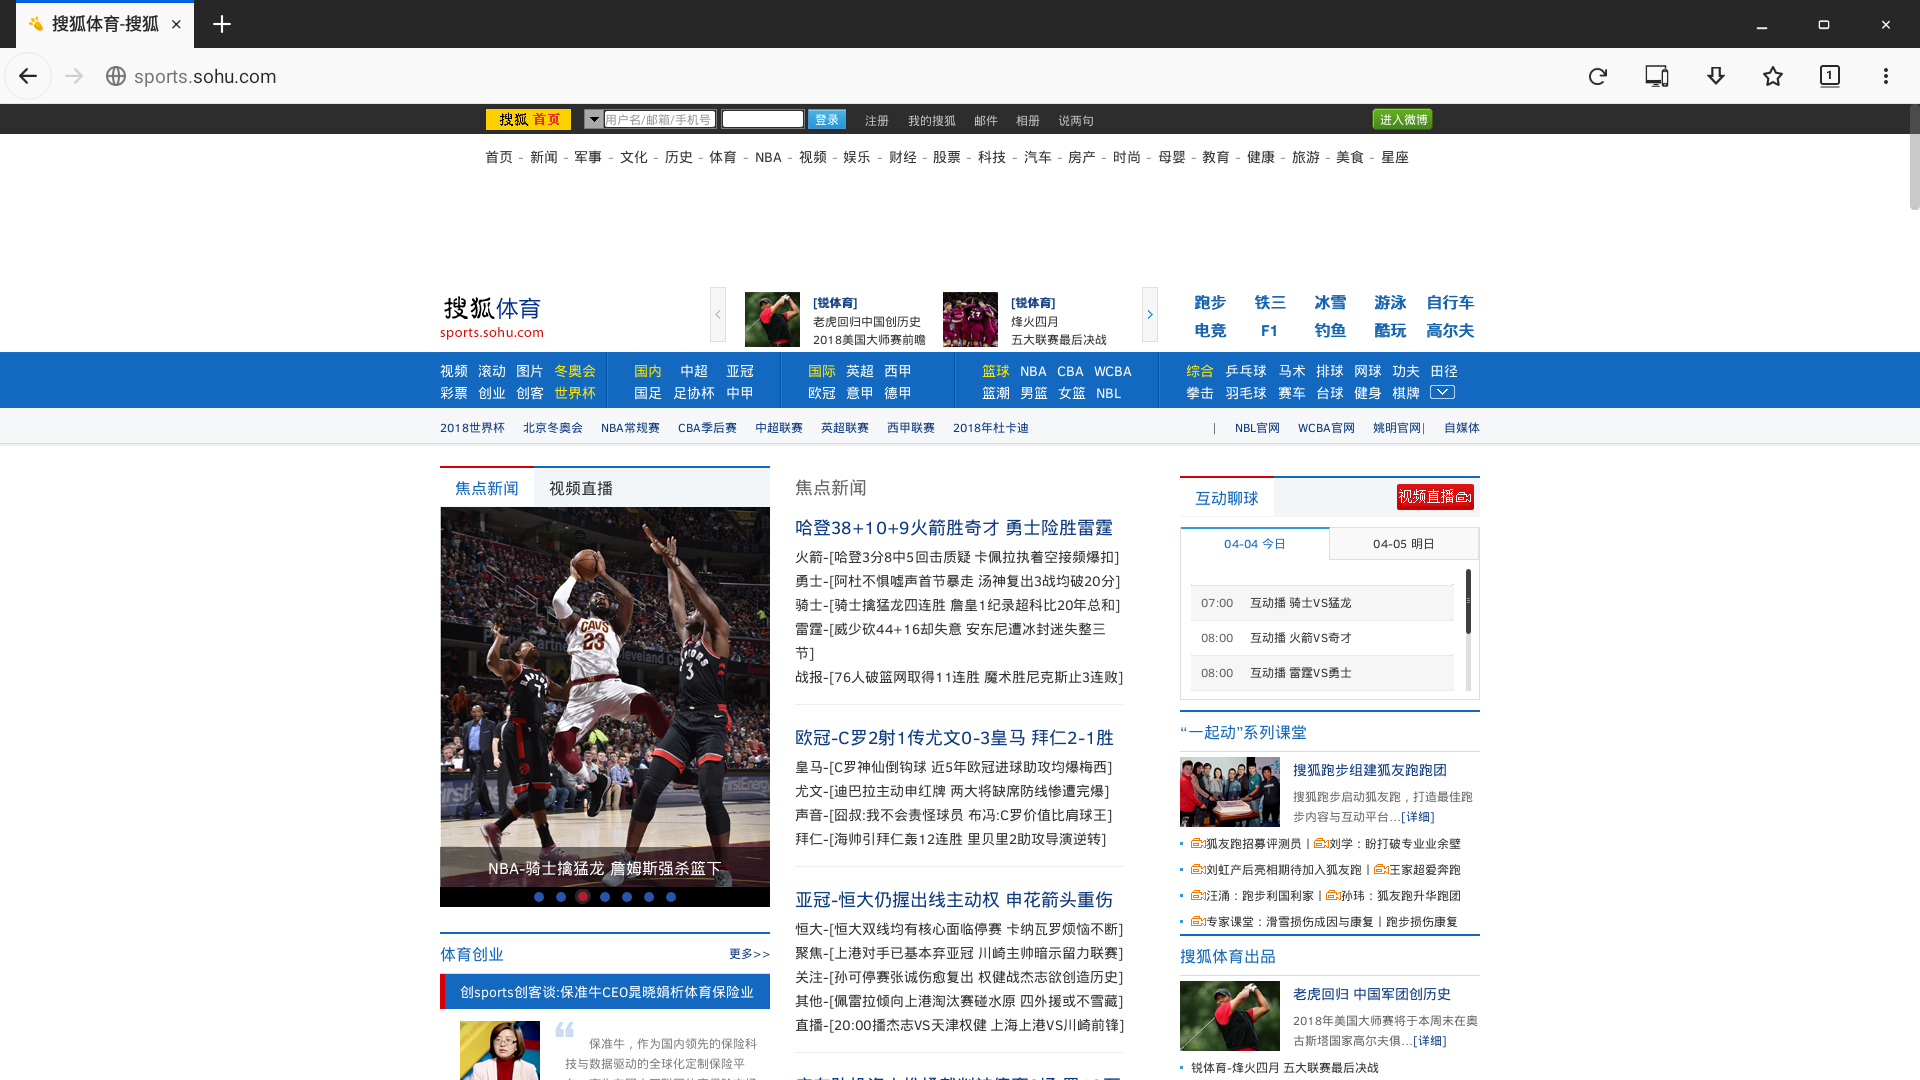 搜狐体育-搜狐
sports.sohu.com
1
搜狐 首页 用户名/邮箱/手机号 登录 注册 我的搜狐 邮件 相册 说两句 进入微博
首页 - 新闻 - 军事 - 文化 - 历史 - 体育 - NBA - 视频 - 娱乐 - 财经 - 股票 - 科技 - 汽车 - 房产 - 时尚 - 母婴 - 教育 - 健康 - 旅游 - 美食 - 星座
搜狐体育
sports.sohu.com
[锐体育]
老虎回归中国创历史
2018美国大师赛前瞻
[锐体育]
烽火四月
五大联赛最后决战
跑步 铁三 冰雪 游泳 自行车
电竞 F1 钓鱼 酷玩 高尔夫
视频 滚动 图片 冬奥会 国内 中超 亚冠 国际 英超 西甲 篮球 NBA CBA WCBA 综合 乒乓球 马术 排球 网球 功夫 田径
彩票 创业 创客 世界杯 国足 足协杯 中甲 欧冠 意甲 德甲 篮潮 男篮 女篮 NBL 拳击 羽毛球 赛车 台球 健身 棋牌
2018世界杯 北京冬奥会 NBA常规赛 CBA季后赛 中超联赛 英超联赛 西甲联赛 2018年杜卡迪 | NBL官网 WCBA官网 姚明官网| 自媒体
焦点新闻 视频直播
CAVS
23
NBA-骑士擒猛龙 詹姆斯强杀篮下
体育创业 更多>>
创sports创客谈:保准牛CEO晁晓娟析体育保险业
保准牛，作为国内领先的保险科
技与数据驱动的全球化定制保险平
焦点新闻
哈登38+10+9火箭胜奇才 勇士险胜雷霆
火箭-[哈登3分8中5回击质疑 卡佩拉执着空接频爆扣]
勇士-[阿杜不惧嘘声首节暴走 汤神复出3战均破20分]
骑士-[骑士擒猛龙四连胜 詹皇1纪录超科比20年总和]
雷霆-[威少砍44+16却失意 安东尼遭冰封迷失整三
节]
战报-[76人破篮网取得11连胜 魔术胜尼克斯止3连败]
欧冠-C罗2射1传尤文0-3皇马 拜仁2-1胜
皇马-[C罗神仙倒钩球 近5年欧冠进球助攻均爆梅西]
尤文-[迪巴拉主动申红牌 两大将缺席防线惨遭完爆]
声音-[囧叔:我不会责怪球员 布冯:C罗价值比肩球王]
拜仁-[海帅引拜仁轰12连胜 里贝里2助攻导演逆转]
亚冠-恒大仍握出线主动权 申花箭头重伤
恒大-[恒大双线均有核心面临停赛 卡纳瓦罗烦恼不断]
聚焦-[上港对手已基本弃亚冠 川崎主帅暗示留力联赛]
关注-[孙可停赛张诚伤愈复出 权健战杰志欲创造历史]
其他-[佩雷拉倾向上港淘汰赛碰水原 四外援或不雪藏]
直播-[20:00播杰志VS天津权健 上海上港VS川崎前锋]
互动聊球 视频直播
04-04 今日 04-05 明日
07:00 互动播 骑士VS猛龙
08:00 互动播 火箭VS奇才
08:00 互动播 雷霆VS勇士
“一起动”系列课堂
搜狐跑步组建狐友跑跑团
搜狐跑步启动狐友跑，打造最佳跑
步内容与互动平台...[详细]
狐友跑招募评测员丨刘学：盼打破专业业余壁
刘虹产后亮相期待加入狐友跑丨王家超爱奔跑
汪涌：跑步利国利家丨孙玮：狐友跑升华跑团
专家课堂：滑雪损伤成因与康复丨跑步损伤康复
搜狐体育出品
老虎回归 中国军团创历史
2018年美国大师赛将于本周末在奥
古斯塔国家高尔夫俱...[详细]
锐体育-烽火四月 五大联赛最后决战